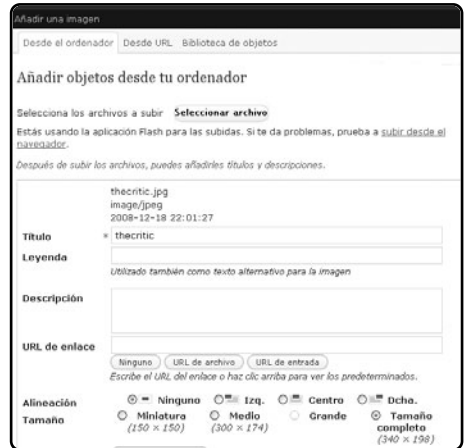 Añadir una imagen
Desde el ordenador Desde URL Biblioteca de objetos
Añadir objetos desde tu ordenador
Selecciona los archivos a subir Seleccionar archivo
Estás usando la aplicación Flash para las subidas. Si te da problemas, prueba a subir desde el
navegador.
Después de subir los archivos, puedes añadirles títulos y descripciones.
thecritic.jpg
image/jpeg
2008-12-18 22:01:27
Título * thecritic
Leyenda
Utilizado también como texto alternativo para la imagen
Descripción
URL de enlace
Ninguno URL de archivo URL de entrada
Escribe el URL del enlace o haz clic arriba para ver los predeterminados.
Alineación Ninguno Izq. Centro Dcha.
Tamaño Miniatura Medio Grande Tamaño
(150 × 150) (300 × 174) completo
(340 × 198)